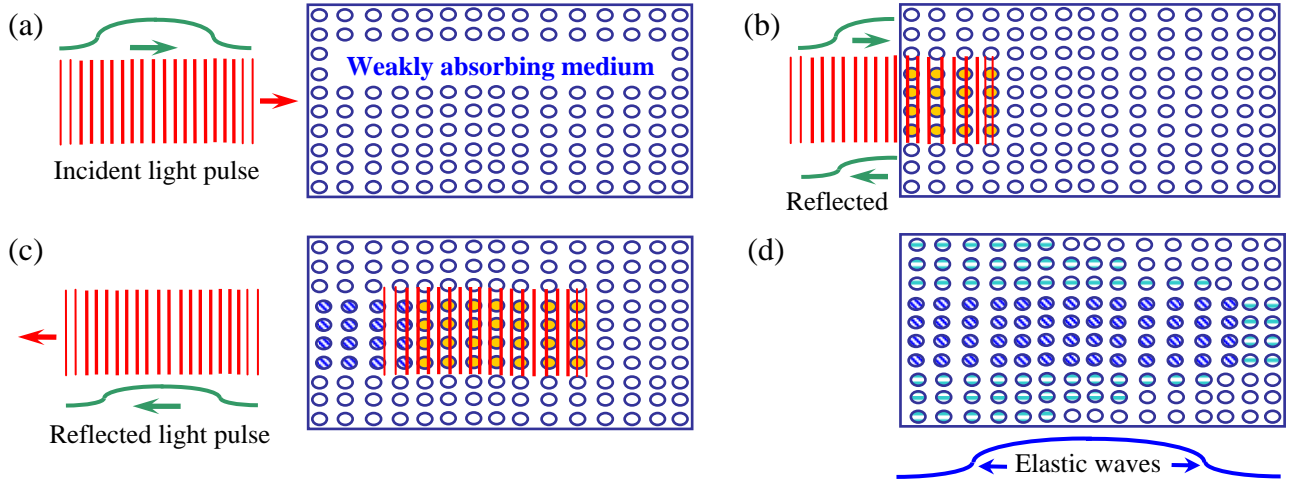 (a)
Weakly absorbing medium
Incident light pulse
(b)
Reflected
(c)
Reflected light pulse
(d)
Elastic waves